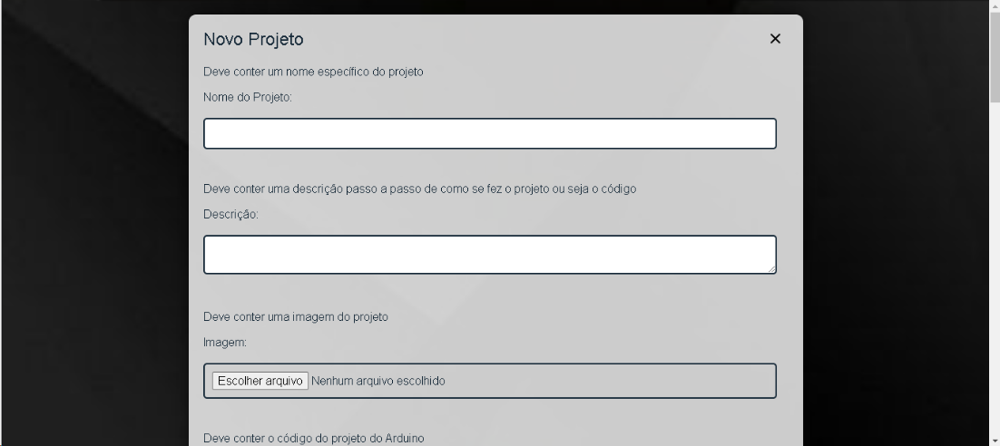 Novo Projeto
Deve conter um nome específico do projeto
Nome do Projeto:
Deve conter uma descrição passo a passo de como se fez o projeto ou seja o código
Descrição:
Deve conter uma imagem do projeto
Imagem:
Escolher arquivo Nenhum arquivo escolhido
Deve conter o código do projeto do Arduino